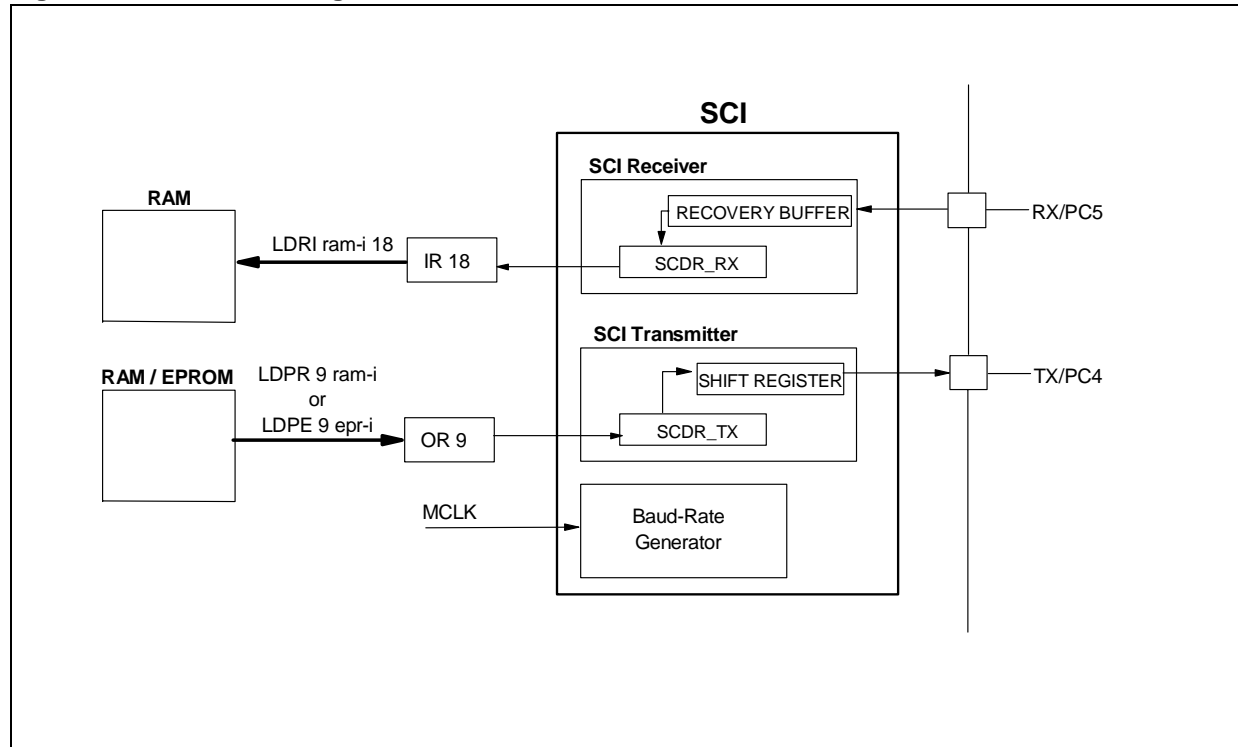 SCI
SCI Receiver
RECOVERY BUFFER
SCDR_RX
RX/PC5
RAM
LDRI ram-i 18
IR 18
SCI Transmitter
SHIFT REGISTER
SCDR_TX
TX/PC4
RAM / EPROM
LDPR 9 ram-i
or
LDPE 9 epr-i
OR 9
MCLK
Baud-Rate
Generator